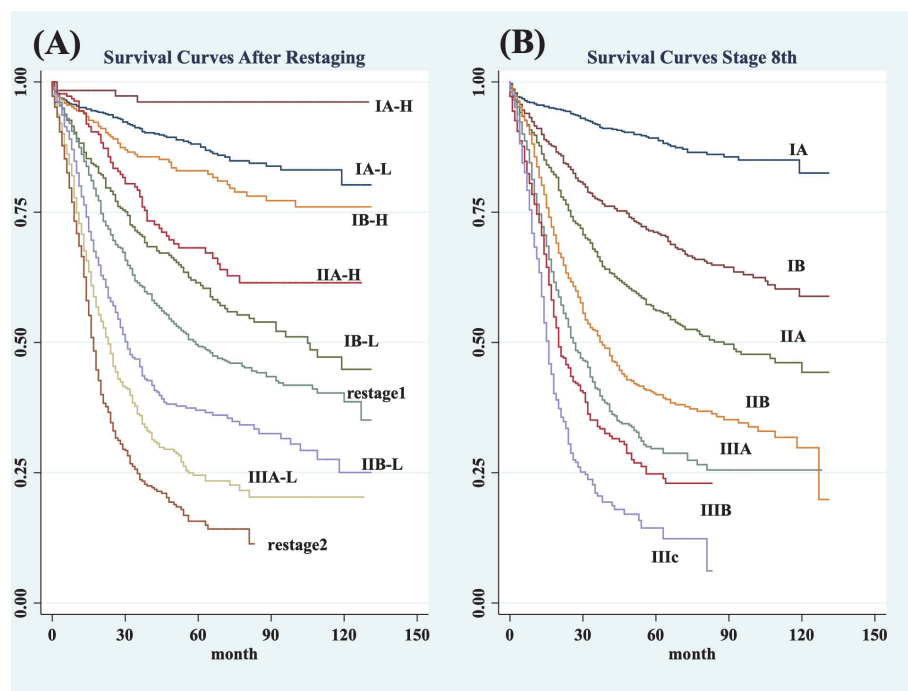 (A)
Survival Curves After Restaging
1.00
0.75
0.50
0.25
0.00
IA-H
IA-L
IB-H
IIA-H
IB-L
restage1
IIB-L
IIIA-L
restage2
0
30
60
90
120
150
month
(B)
Survival Curves Stage 8th
1.00
0.75
0.50
0.25
0.00
IA
IB
IIA
IIB
IIIA
IIIB
IIIc
0
30
60
90
120
150
month